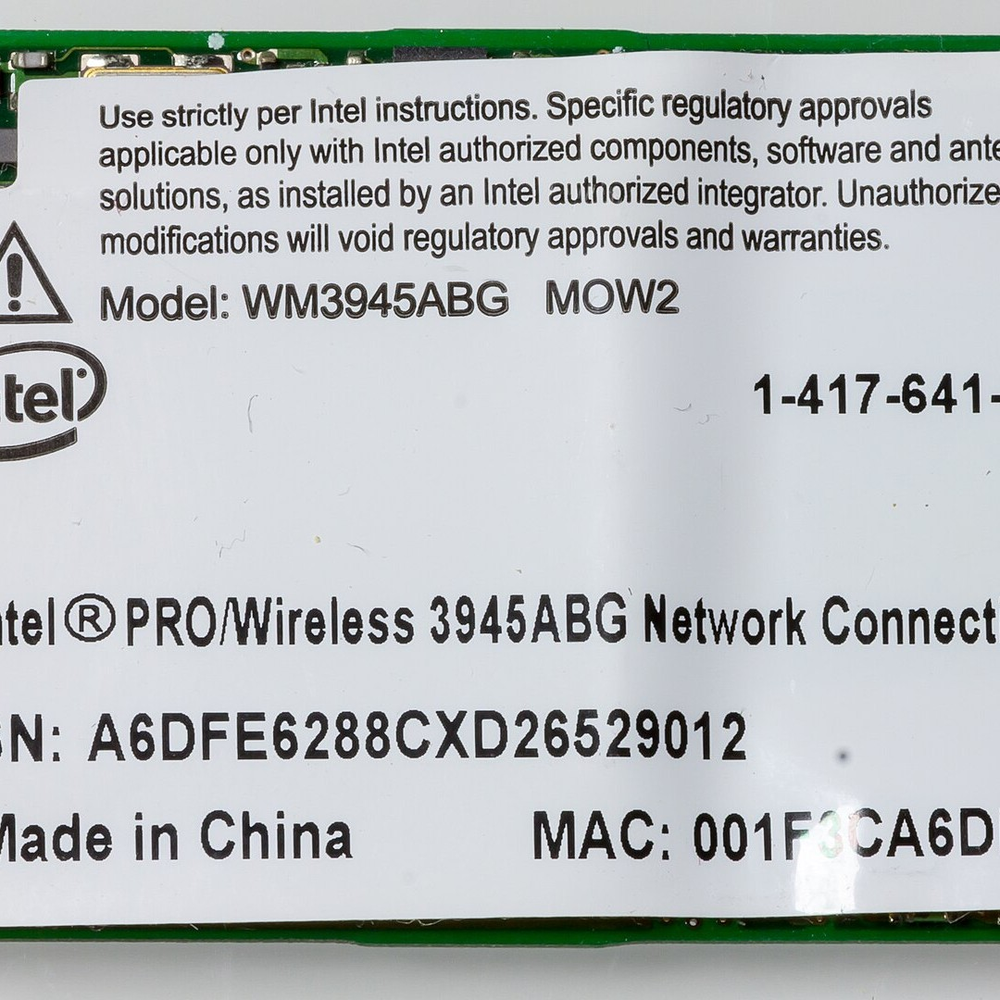 Use strictly per Intel instructions. Specific regulatory approvals
applicable only with Intel authorized components, software and ante
solutions, as installed by an Intel authorized integrator. Unauthorize
modifications will void regulatory approvals and warranties.
Model: WM3945ABG MOW2
ntel
1-417-641-
ntel® PRO/Wireless 3945ABG Network Connect
SN: A6DFE6288CXD26529012
Made in China MAC: 001F3CA6D